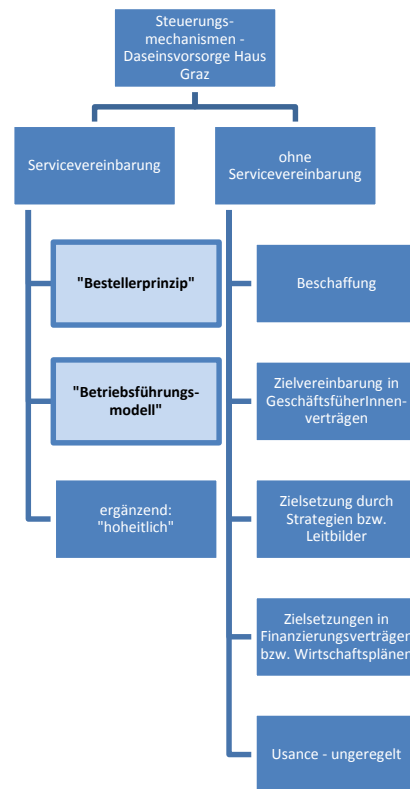 Steuerungs-
mechanismen -
Daseinsvorsorge Haus
Graz
Servicevereinbarung
ohne
Servicevereinbarung
"Bestellerprinzip"
"Betriebsführungs-
modell"
ergänzend:
"hoheitlich"
Beschaffung
Zielvereinbarung in
GeschäftsfüherInnen-
verträgen
Zielsetzung durch
Strategien bzw.
Leitbilder
Zielsetzungen in
Finanzierungsverträgen
bzw. Wirtschaftsplänen
Usance - ungeregelt